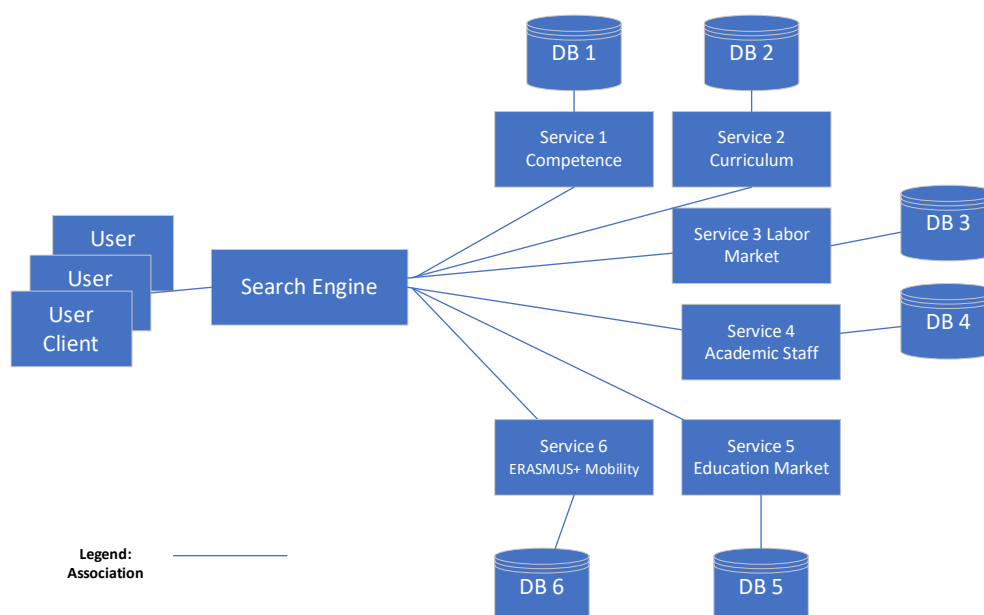 DB 1
DB 2
Service 1
Competence
Service 2
Curriculum
User
User
User
Client
Search Engine
Service 3 Labor
Market
DB 3
Service 4
Academic Staff
DB 4
Service 6
ERASMUS+ Mobility
Service 5
Education Market
Legend:
Association
DB 6
DB 5